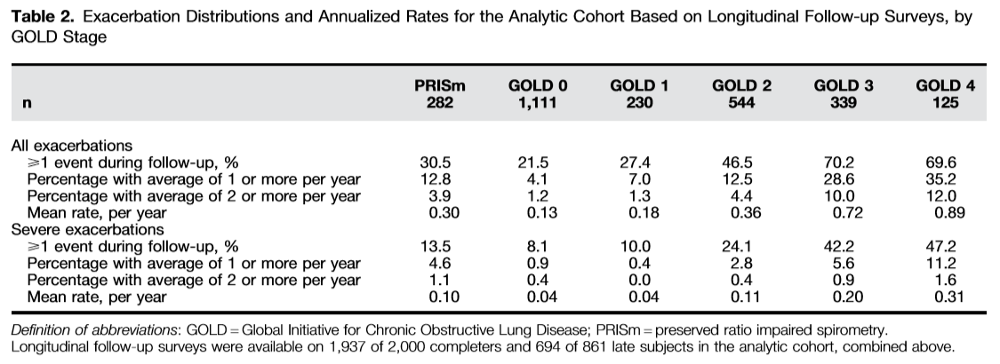 Table 2. Exacerbation Distributions and Annualized Rates for the Analytic Cohort Based on Longitudinal Follow-up Surveys, by
GOLD Stage
PRISm GOLD 0 GOLD 1 GOLD 2 GOLD 3 GOLD 4
n 282 1,111 230 544 339 125
All exacerbations
⩾1 event during follow-up, % 30.5 21.5 27.4 46.5 70.2 69.6
Percentage with average of 1 or more per year 12.8 4.1 7.0 12.5 28.6 35.2
Percentage with average of 2 or more per year 3.9 1.2 1.3 4.4 10.0 12.0
Mean rate, per year 0.30 0.13 0.18 0.36 0.72 0.89
Severe exacerbations
⩾1 event during follow-up, % 13.5 8.1 10.0 24.1 42.2 47.2
Percentage with average of 1 or more per year 4.6 0.9 0.4 2.8 5.6 11.2
Percentage with average of 2 or more per year 1.1 0.4 0.0 0.4 0.9 1.6
Mean rate, per year 0.10 0.04 0.04 0.11 0.20 0.31
Definition of abbreviations: GOLD = Global Initiative for Chronic Obstructive Lung Disease; PRISm = preserved ratio impaired spirometry.
Longitudinal follow-up surveys were available on 1,937 of 2,000 completers and 694 of 861 late subjects in the analytic cohort, combined above.